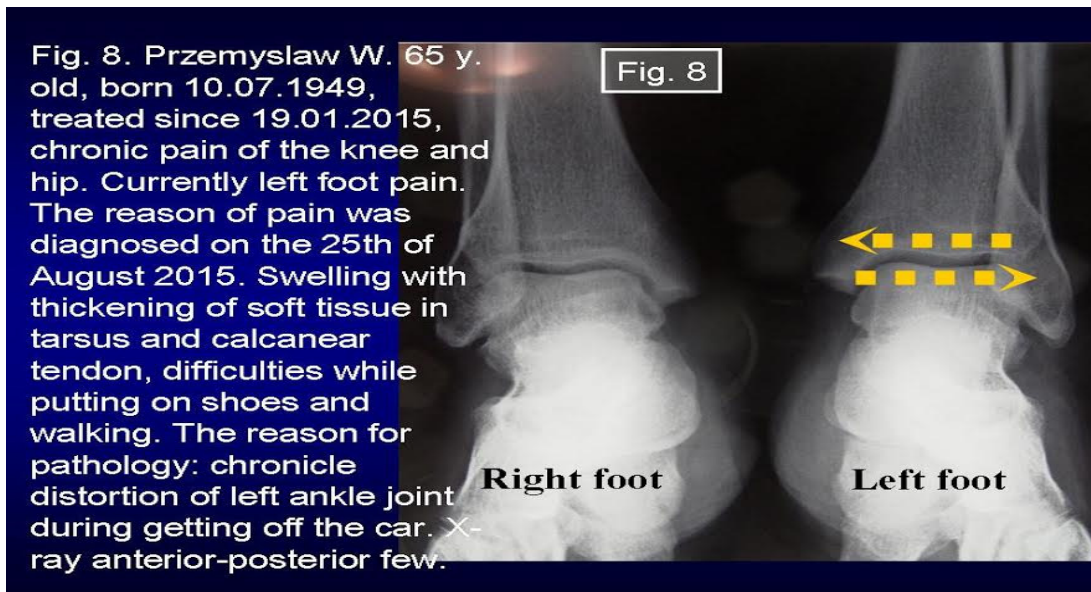 Fig. 8. Przemyslaw W. 65 y.
old, born 10.07.1949,
treated since 19.01.2015,
chronic pain of the knee and
hip. Currently left foot pain.
The reason of pain was
diagnosed on the 25th of
August 2015. Swelling with
thickening of soft tissue in
tarsus and calcanear
tendon, difficulties while
putting on shoes and
walking. The reason for
pathology: chronicle
distortion of left ankle joint
during getting off the car. X-
ray anterior-posterior few.
Fig. 8
Right foot
Left foot